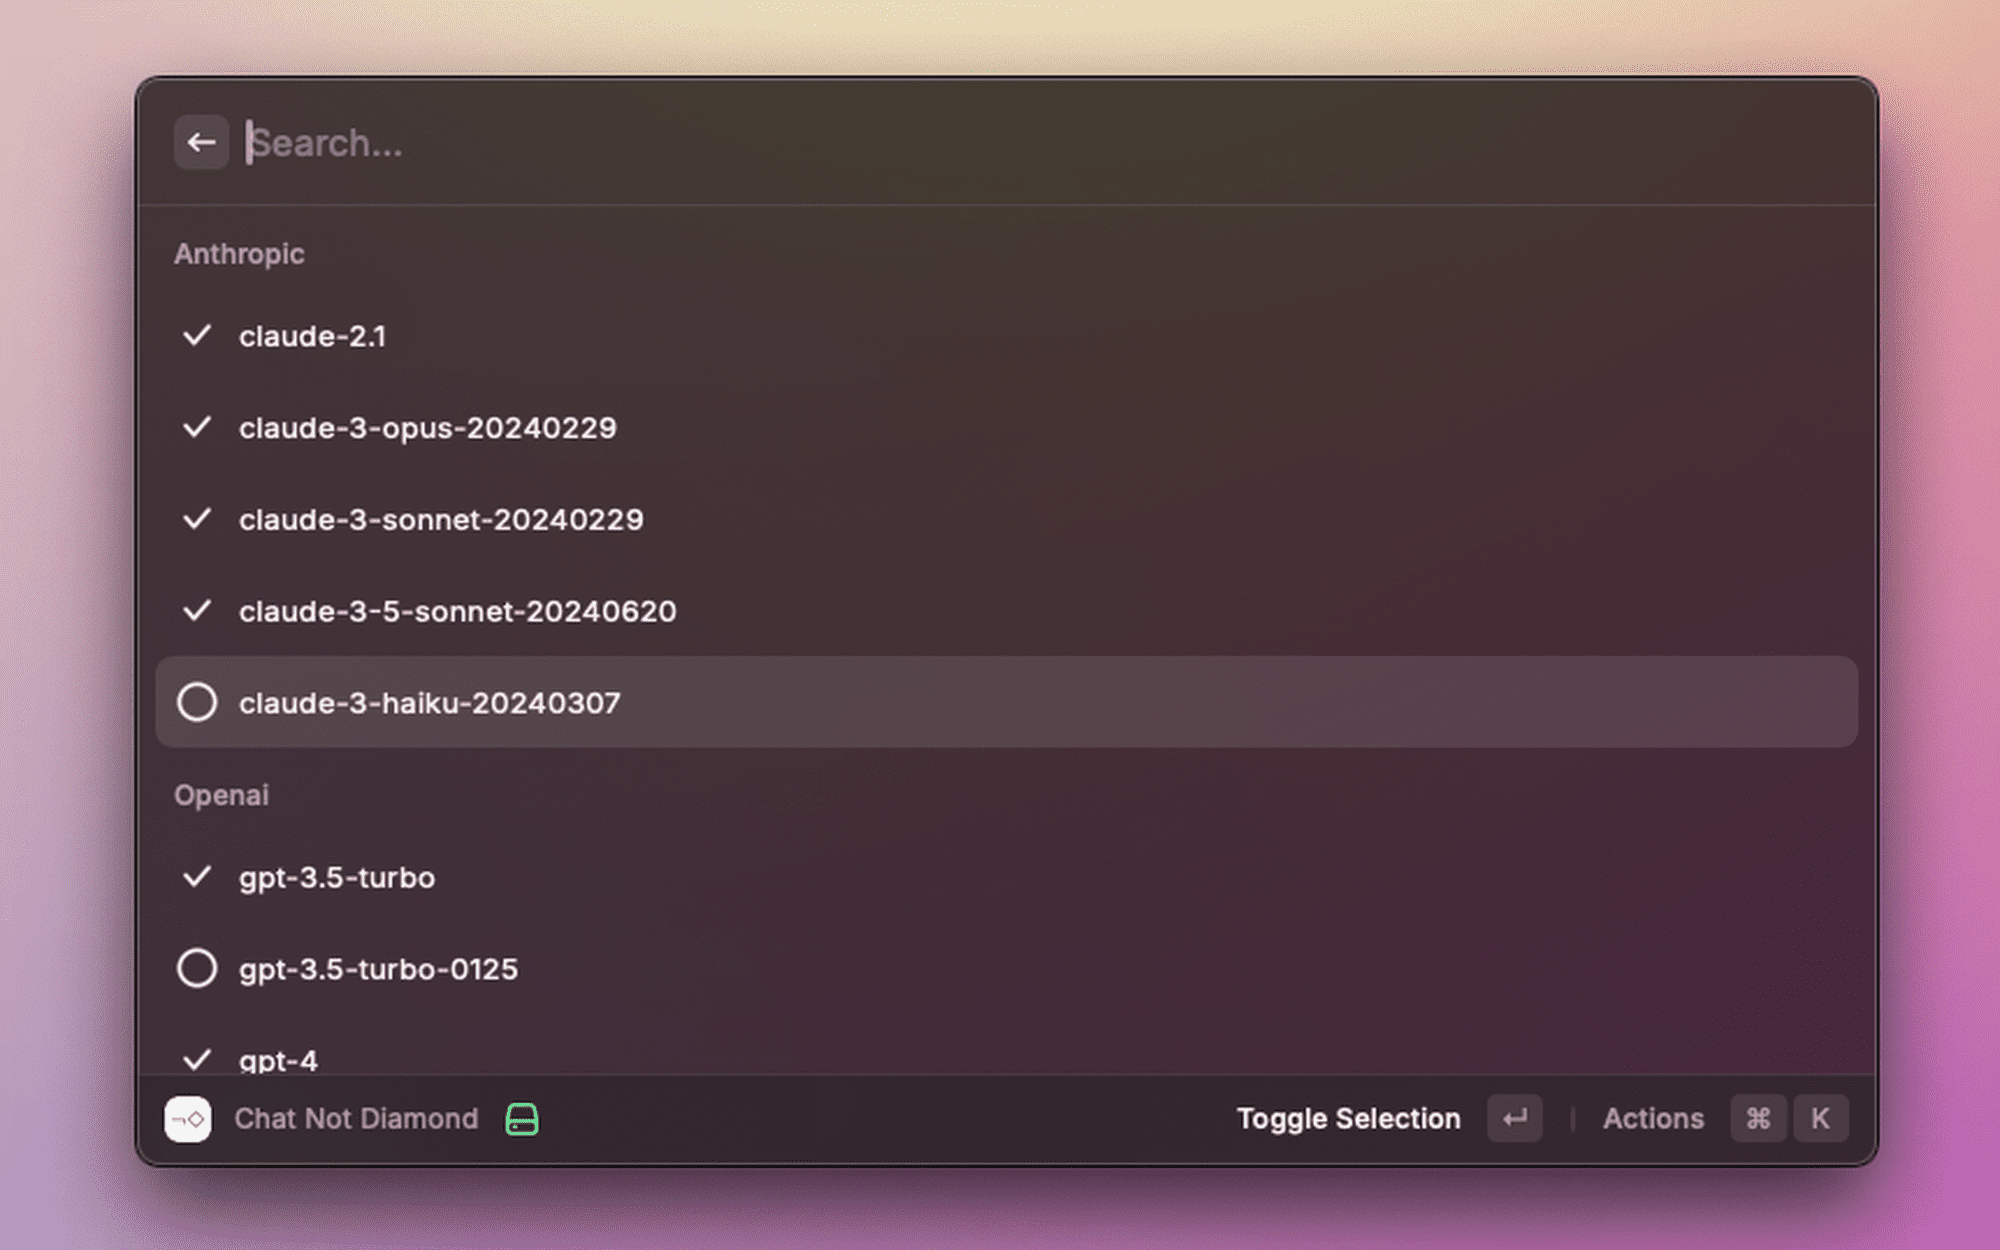 Search...
Anthropic
claude-2.1
claude-3-opus-20240229
claude-3-sonnet-20240229
claude-3-5-sonnet-20240620
claude-3-haiku-20240307
Openai
gpt-3.5-turbo
gpt-3.5-turbo-0125
gpt-4
Chat Not Diamond Toggle Selection ↵ Actions ⌘ K